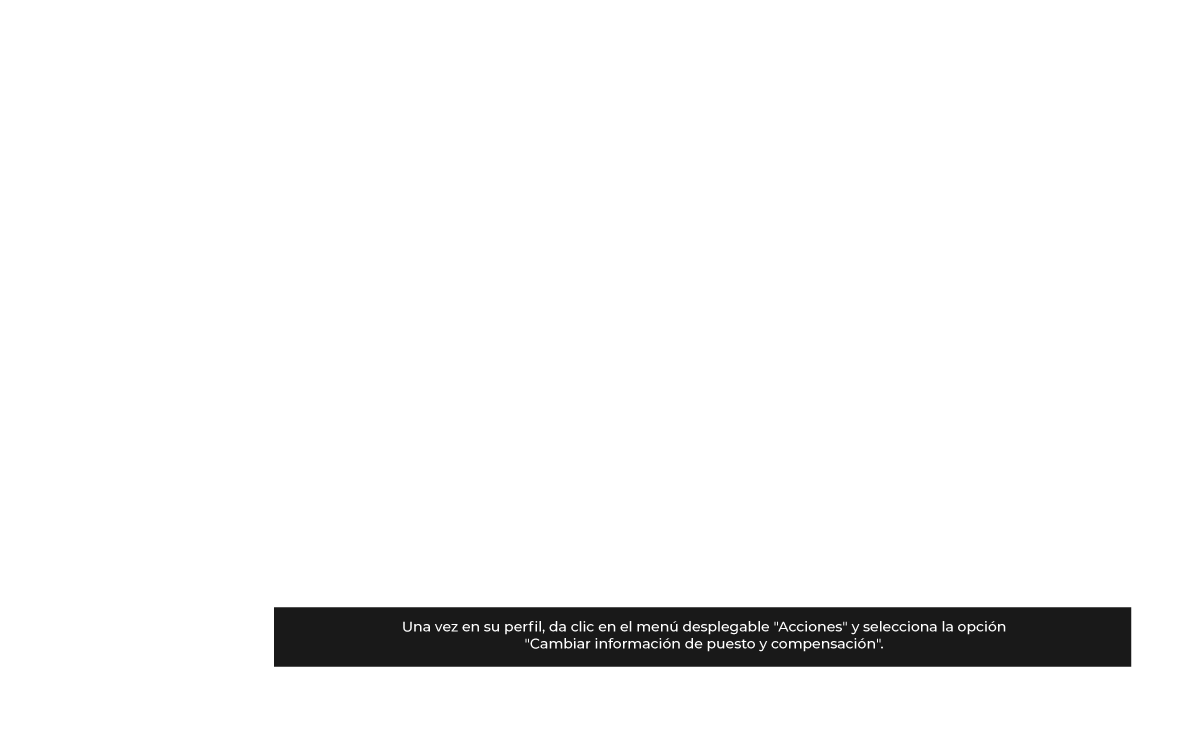 Una vez en su perfil, da clic en el menú desplegable "Acciones" y selecciona la opción
"Cambiar información de puesto y compensación".